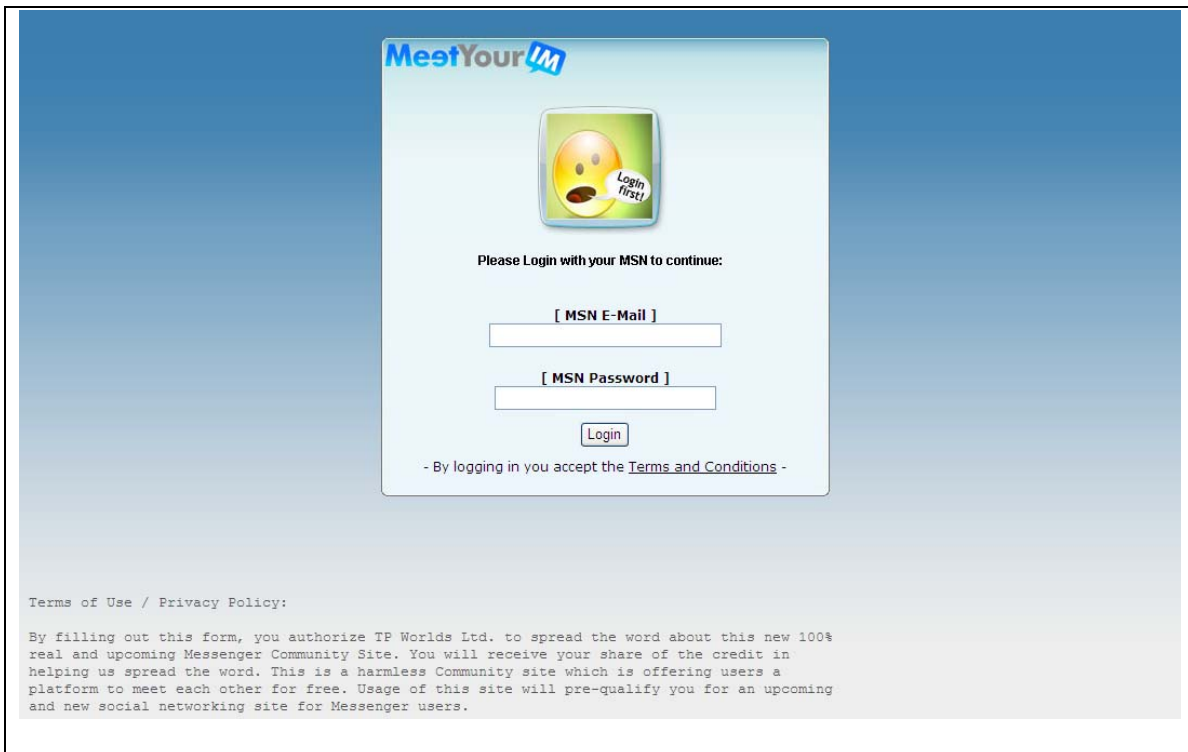 MeetYour IM
Login
first!
Please Login with your MSN to continue:
[ MSN E-Mail ]
[ MSN Password ]
Login
- By logging in you accept the Terms and Conditions -
Terms of Use / Privacy Policy:
By filling out this form, you authorize TP Worlds Ltd. to spread the word about this new 100%
real and upcoming Messenger Community Site. You will receive your share of the credit in
helping us spread the word. This is a harmless Community site which is offering users a
platform to meet each other for free. Usage of this site will pre-qualify you for an upcoming
and new social networking site for Messenger users.